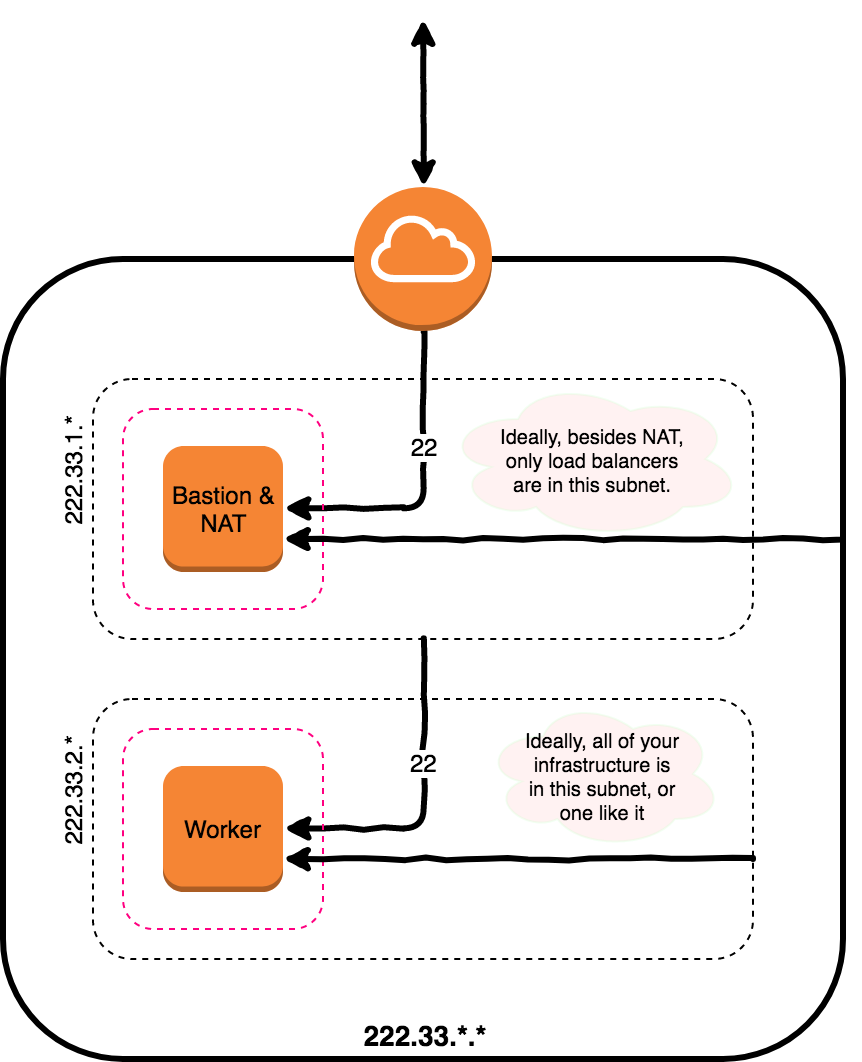 222.33.1.*
22
Ideally, besides NAT,
only load balancers
are in this subnet.
Bastion &
NAT
222.33.2.*
22
Ideally, all of your
infrastructure is
in this subnet, or
one like it
Worker
222.33.*.*